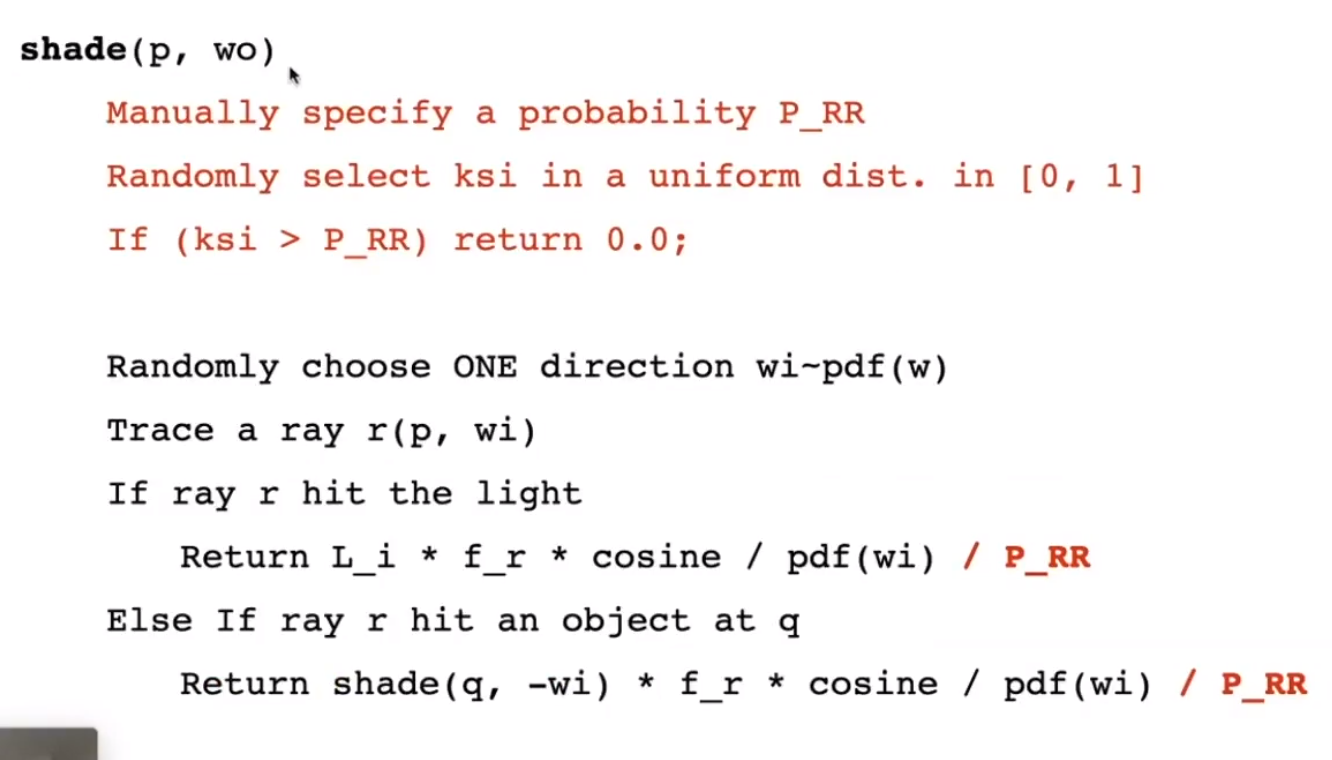 shade(p, wo)
Manually specify a probability P_RR
Randomly select ksi in a uniform dist. in [0, 1]
If (ksi > P_RR) return 0.0;
Randomly choose ONE direction wi~pdf(w)
Trace a ray r(p, wi)
If ray r hit the light
Return L_i * f_r * cosine / pdf(wi) / P_RR
Else If ray r hit an object at q
Return shade(q, -wi) * f_r * cosine / pdf(wi) / P_RR